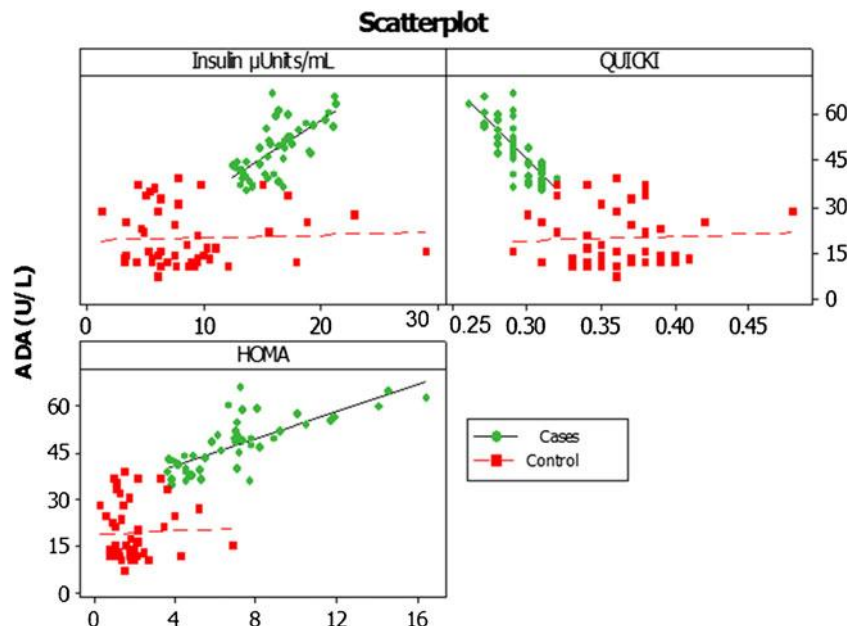 Scatterplot
Insulin µUnits/mL
QUICKI
60
45
30
15
0
0 10 20 30
0.25 0.30 0.35 0.40 0.45
ADA (U/L)
HOMA
60
45
30
15
0
0 4 8 12 16
Cases
Control